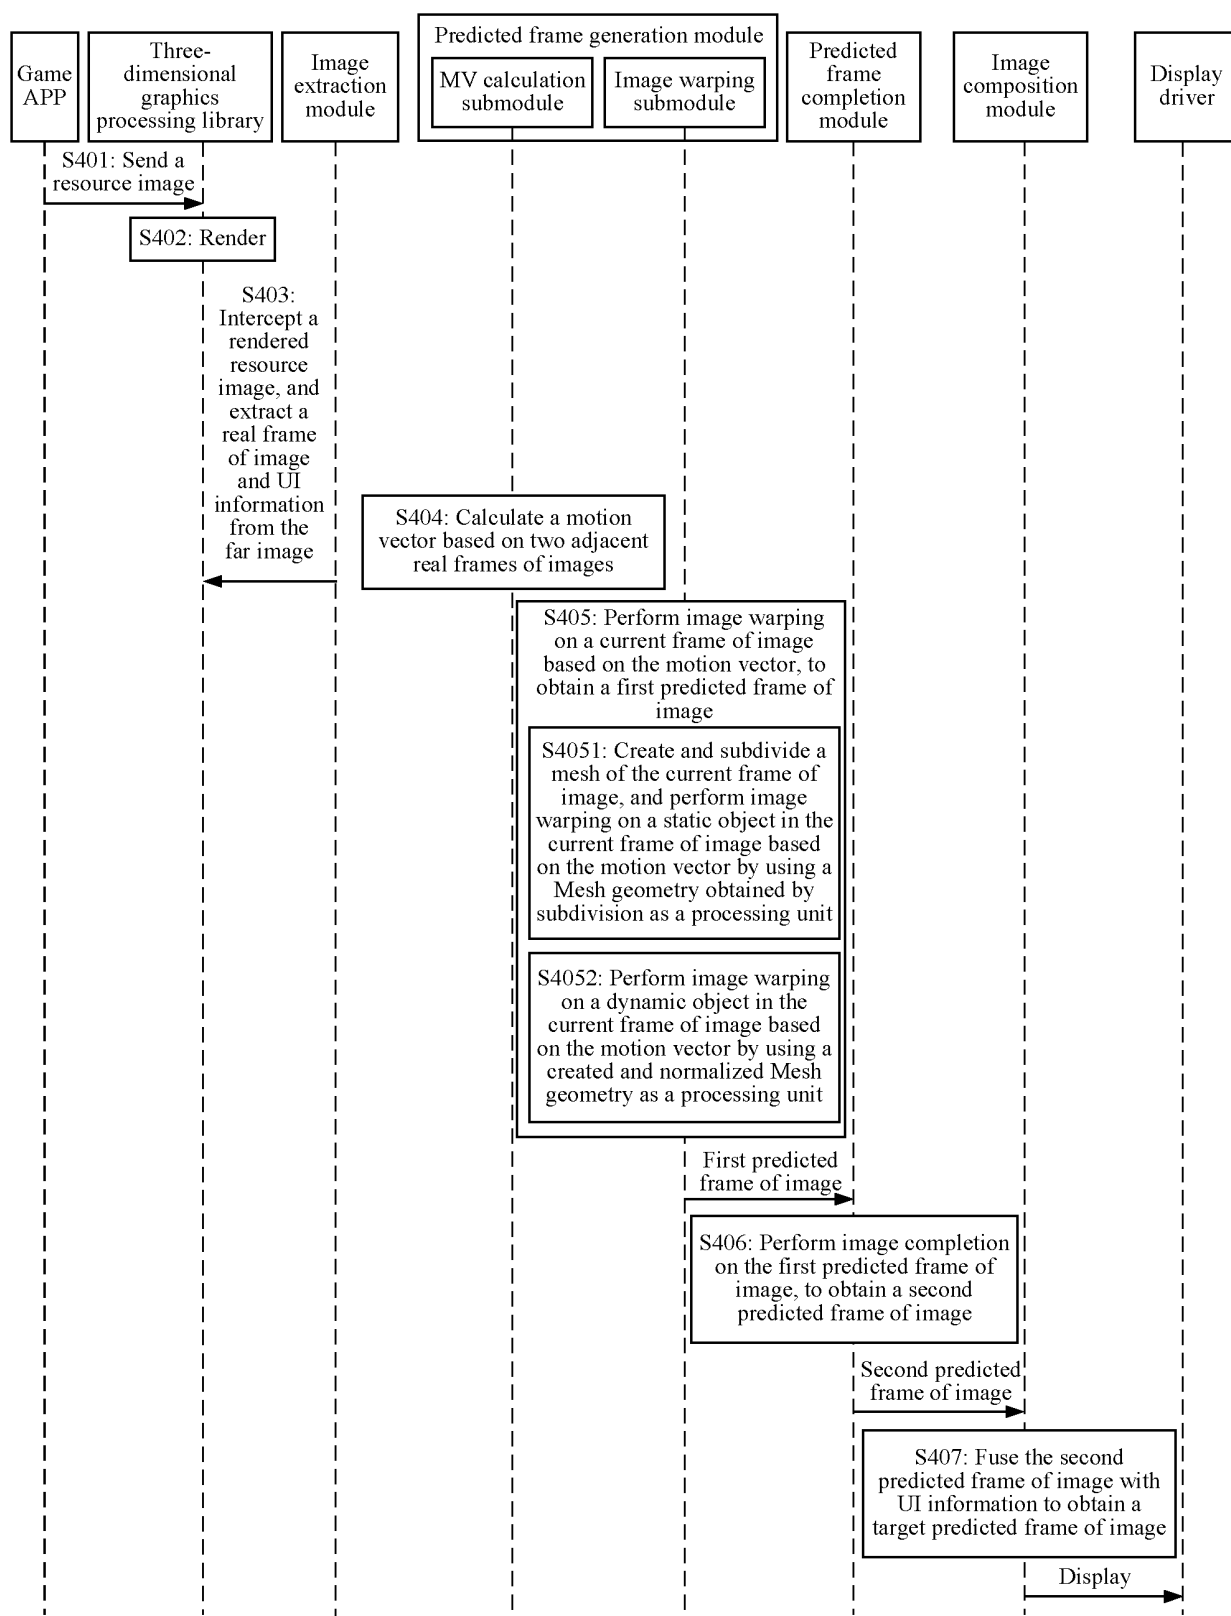 Game
APP
Three-
dimensional
graphics
processing library
Image
extraction
module
Predicted frame generation module
MV calculation
submodule
Image warping
submodule
Predicted
frame
completion
module
Image
composition
module
Display
driver
S401: Send a
resource image
S402: Render
S403:
Intercept a
rendered
resource
image, and
extract a
real frame
of image
and UI
information
from the
far image
S404: Calculate a motion
vector based on two adjacent
real frames of images
S405: Perform image warping
on a current frame of image
based on the motion vector, to
obtain a first predicted frame of
image
S4051: Create and subdivide a
mesh of the current frame of
image, and perform image
warping on a static object in the
current frame of image based
on the motion vector by using a
Mesh geometry obtained by
subdivision as a processing unit
S4052: Perform image warping
on a dynamic object in the
current frame of image based
on the motion vector by using a
created and normalized Mesh
geometry as a processing unit
First predicted
frame of image
S406: Perform image completion
on the first predicted frame of
image, to obtain a second
predicted frame of image
Second predicted
frame of image
S407: Fuse the second
predicted frame of image with
UI information to obtain a
target predicted frame of image
Display